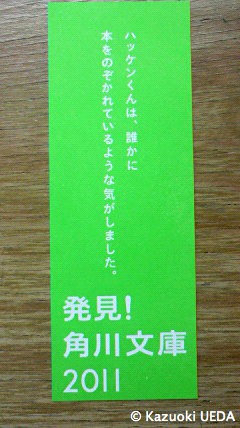 ハッケンくんは、誰かに
本をのぞかれているような気がしました。
発見!
角川文庫
2011
© Kazuoki UEDA